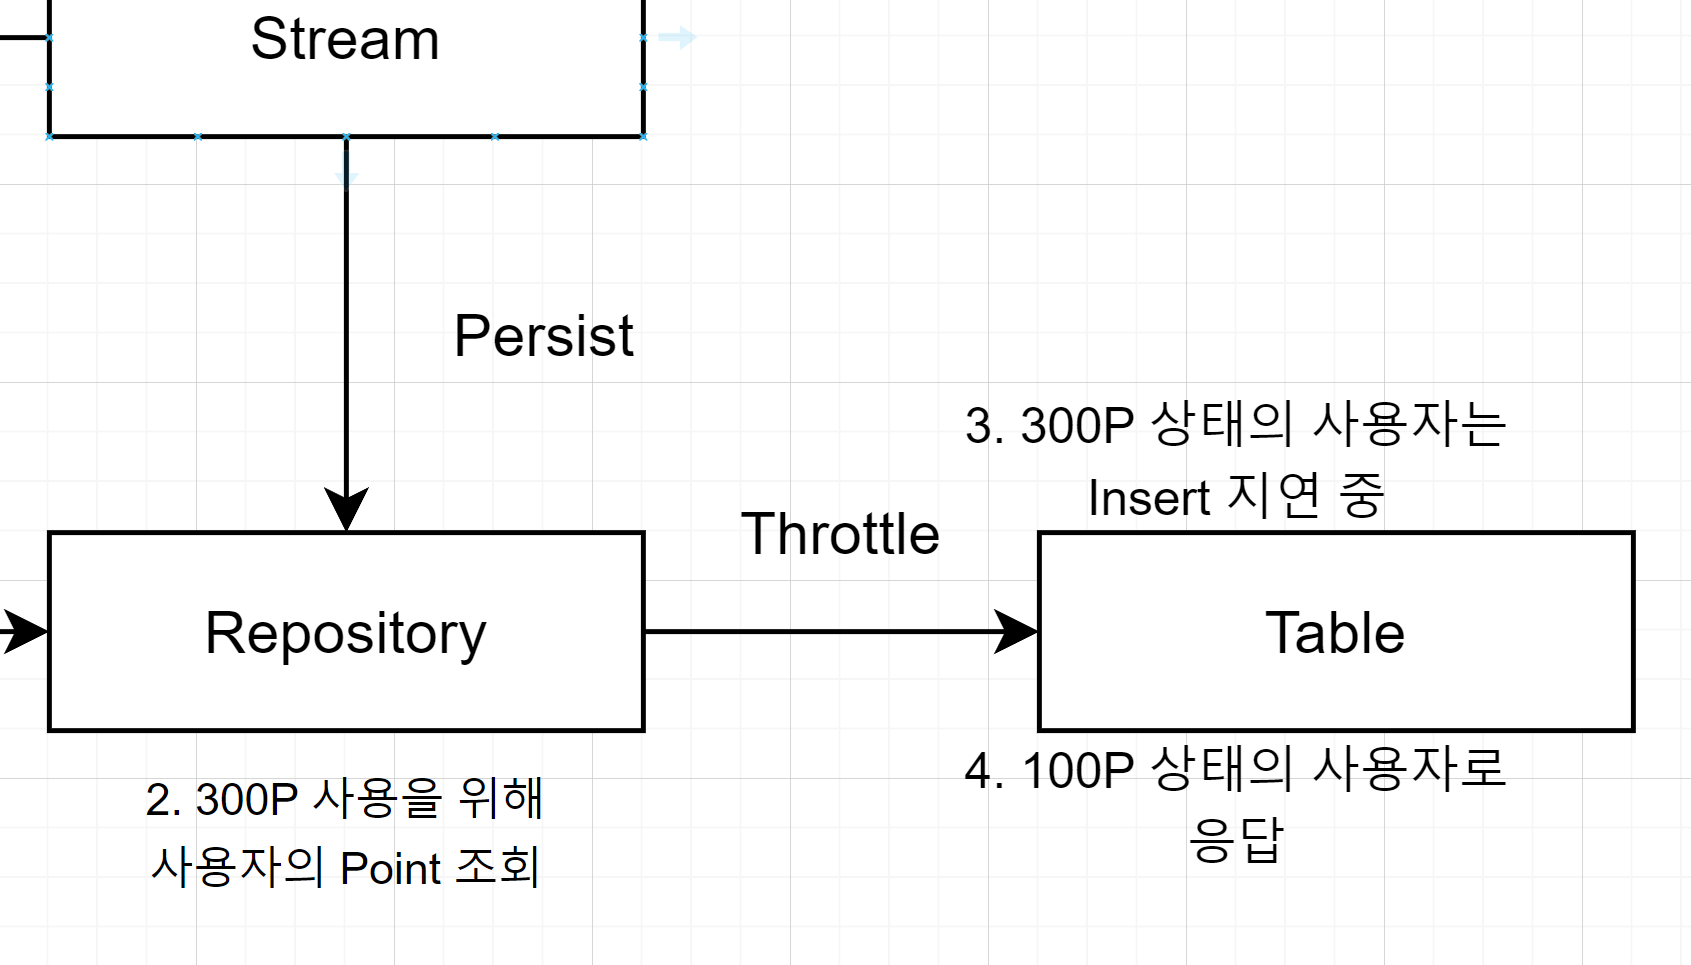 Stream
Persist
3. 300P 상태의 사용자는
Insert 지연 중
Throttle
Repository
Table
2. 300P 사용을 위해
사용자의 Point 조회
4. 100P 상태의 사용자로
응답